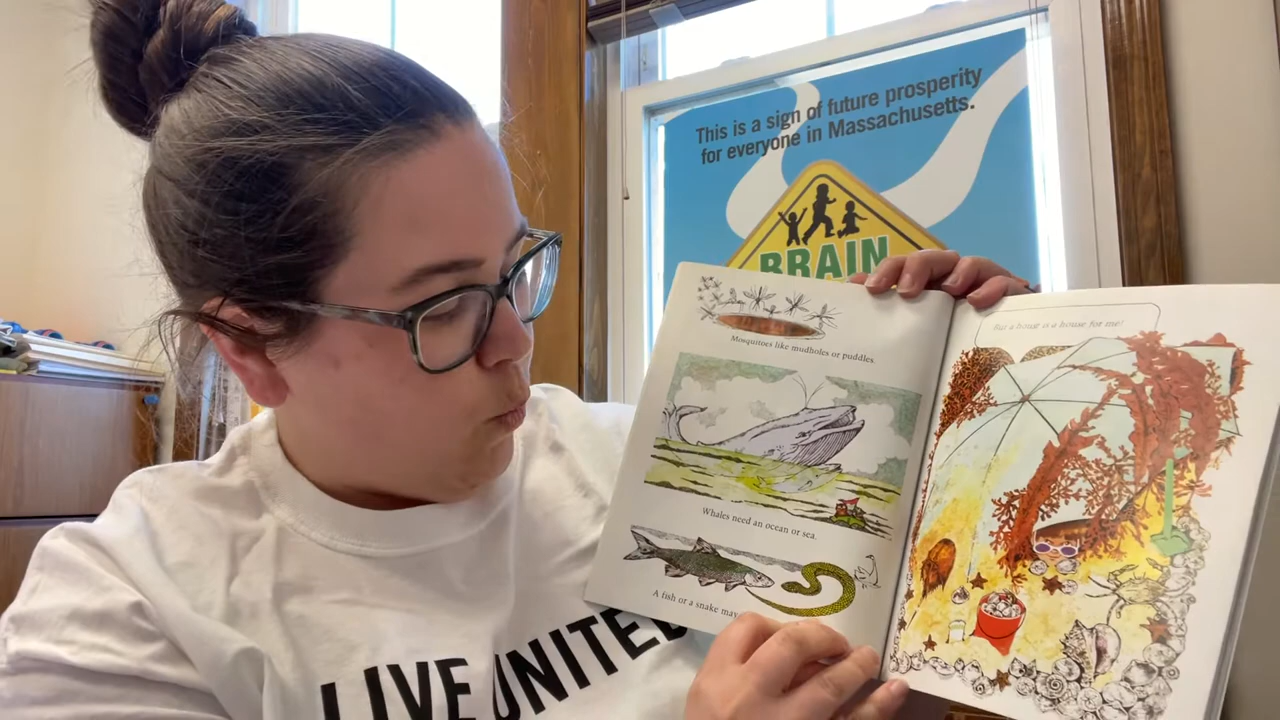 This is a sign of future prosperity
for everyone in Massachusetts.
BRAIN
Mosquitoes like mudholes or puddles.
But a house is a house for me!
Whales need an ocean or sea.
A fish or a snake may
LIVE UNITED